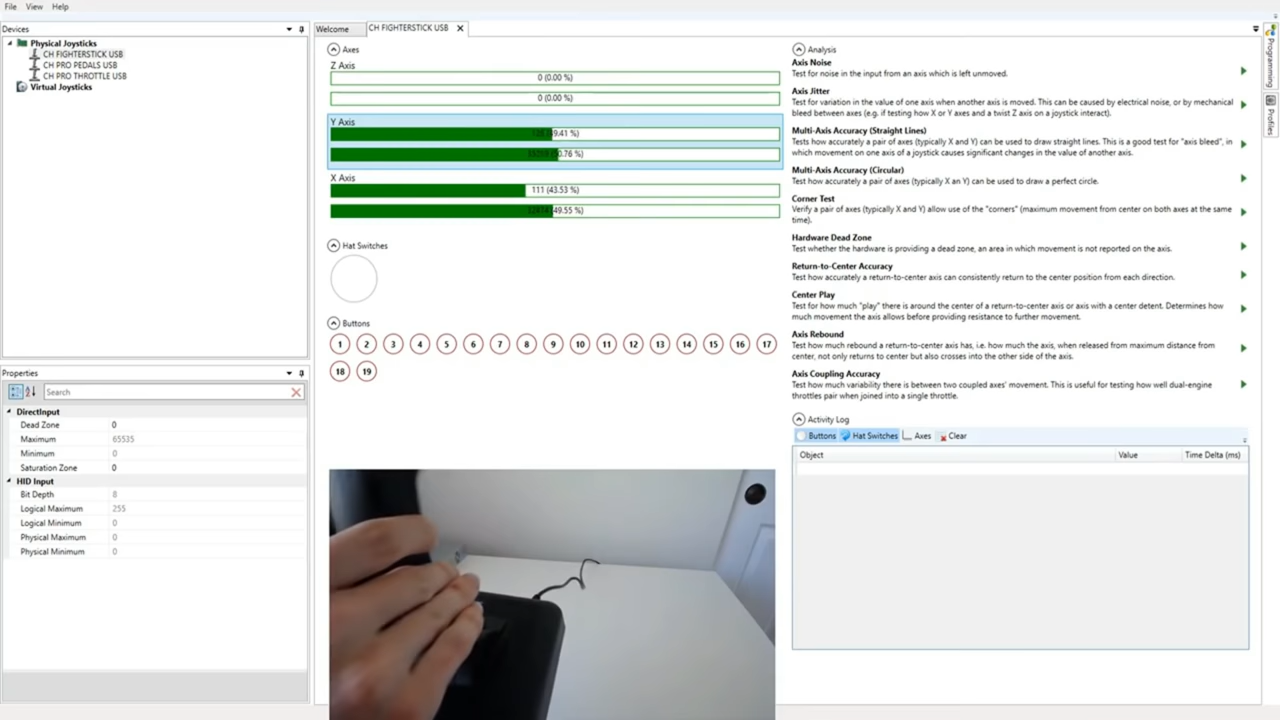 File View Help
Devices
Physical Joysticks
CH FIGHTERSTICK USB
CH PRO PEDALS USB
CH PRO THROTTLE USB
Virtual Joysticks
Properties
Search
DirectInput
Dead Zone 0
Maximum 65535
Minimum 0
Saturation Zone 0
HID Input
Bit Depth 8
Logical Maximum 255
Logical Minimum 0
Physical Maximum 0
Physical Minimum 0
Welcome CH FIGHTERSTICK USB
Axes
Z Axis
0 (0.00 %)
0 (0.00 %)
Y Axis
X Axis
111 (43.53 %)
(49.55 %)
Hat Switches
Buttons
1 2 3 4 5 6 7 8 9 10 11 12 13 14 15 16 17
18 19
Analysis
Axis Noise
Test for noise in the input from an axis which is left unmoved.
Axis Jitter
Test for variation in the value of one axis when another axis is moved. This can be caused by electrical noise, or by mechanical
bleed between axes (e.g. if testing how X or Y axes and a twist Z axis on a joystick interact).
Multi-Axis Accuracy (Straight Lines)
Tests how accurately a pair of axes (typically X and Y) can be used to draw straight lines. This is a good test for "axis bleed", in
which movement on one axis of a joystick causes significant changes in the value of another axis.
Multi-Axis Accuracy (Circular)
Test how accurately a pair of axes (typically X an Y) can be used to draw a perfect circle.
Corner Test
Verify a pair of axes (typically X and Y) allow use of the "corners" (maximum movement from center on both axes at the same
time).
Hardware Dead Zone
Test whether the hardware is providing a dead zone, an area in which movement is not reported on the axis.
Return-to-Center Accuracy
Test how accurately a return-to-center axis can consistently return to the center position from each direction.
Center Play
Test for how much "play" there is around the center of a return-to-center axis or axis with a center detent. Determines how
much movement the axis allows before providing resistance to further movement.
Axis Rebound
Test how much rebound a return-to-center axis has, i.e. how much the axis, when released from maximum distance from
center, not only returns to center but also crosses into the other side of the axis.
Axis Coupling Accuracy
Test how much variability there is between two coupled axes' movement. This is useful for testing how well dual-engine
throttles pair when joined into a single throttle.
Activity Log
Buttons Hat Switches Axes Clear
Object Value Time Delta (ms)
Programming
Profiles